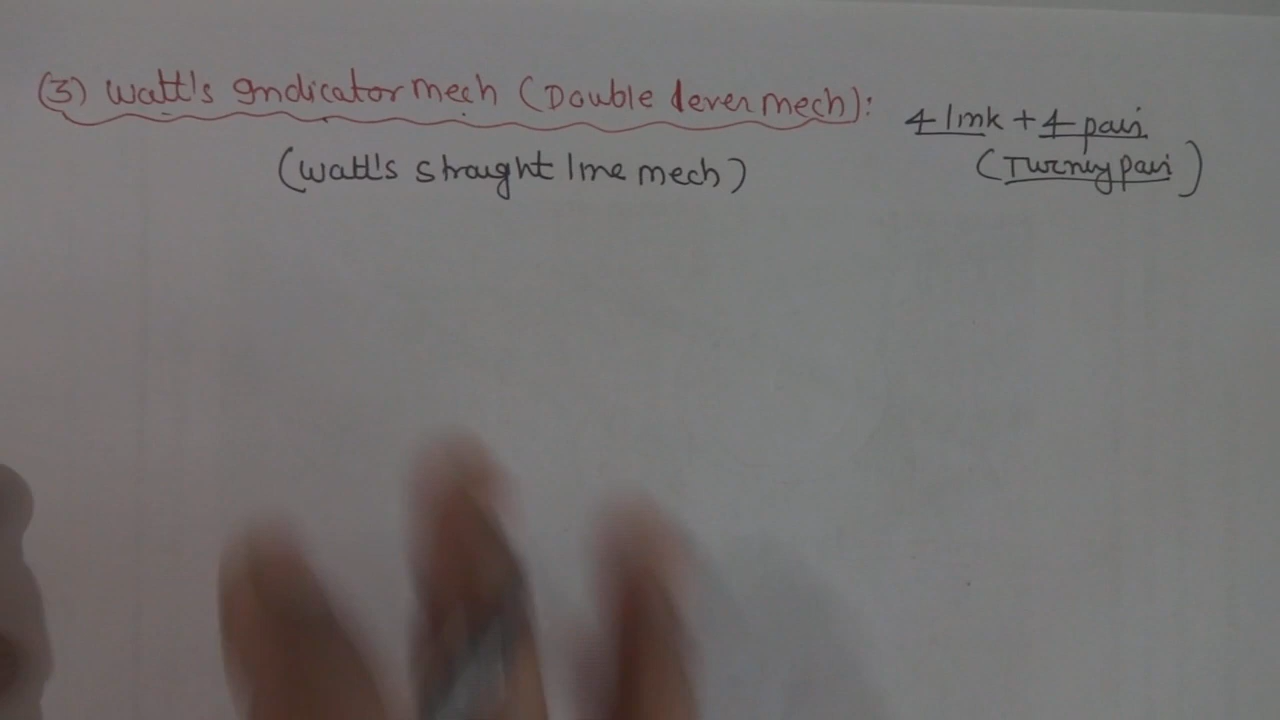 (3) Watt's Indicator mech (Double lever mech): 4 link + 4 pair
(Watt's straight line mech) (Turning pair)